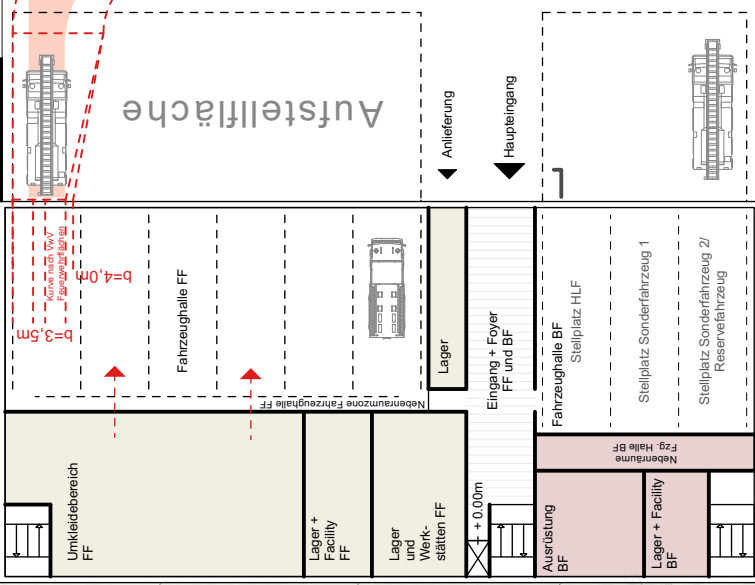 Aufstellfläche
Anlieferung
Haupteingang
Kurve nach VwV
Feuerwehrflächen
b=4,0m
b=3,5m
Fahrzeughalle FF
Nebenraumzone Fahrzeughalle FF
Lager
Eingang + Foyer
FF und BF
Fahrzeughalle BF
Stellplatz HLF
Stellplatz Sonderfahrzeug 1
Stellplatz Sonderfahrzeug 2/
Reservefahrzeug
Nebenräume
Fzg. Halle BF
Umkleidebereich
FF
Lager +
Facility
FF
Lager
und
Werk-
stätten FF
+ 0.00m
Ausrüstung
BF
Lager + Facility
BF